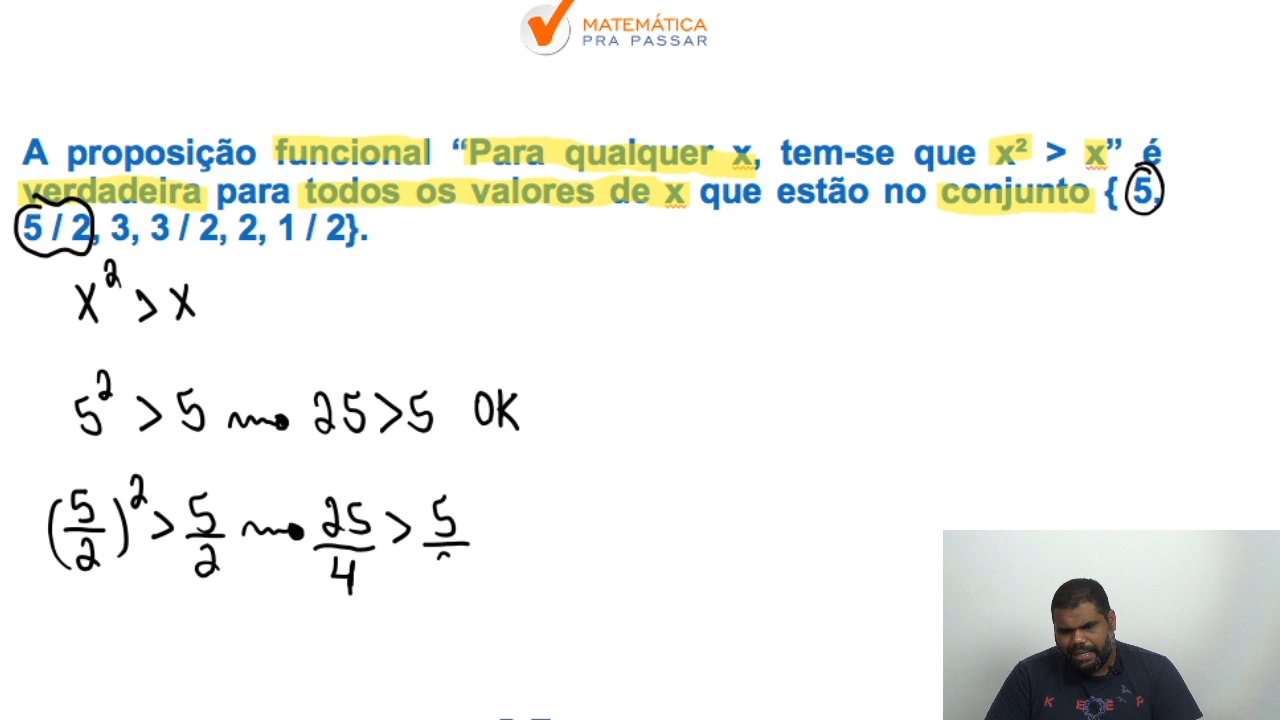 MATEMÁTICA
PRA PASSAR
A proposição funcional “Para qualquer x, tem-se que x² > x” é
verdadeira para todos os valores de x que estão no conjunto { 5,
5 / 2, 3, 3 / 2, 2, 1 / 2}.
x² > x
5² > 5 25 > 5 OK
(5/2)² > 5/2 25/4 > 5/
K E E P